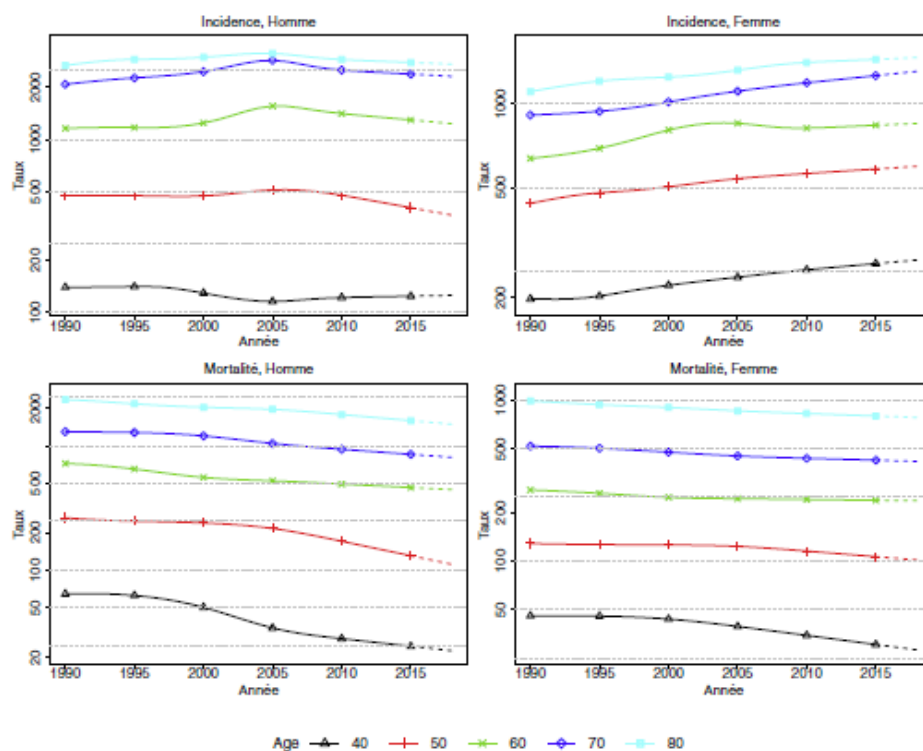 Incidence, Homme
Taux
100 200 500 1000 2000
1990 1995 2000 2005 2010 2015
Année
Incidence, Femme
Taux
200 500 1000
1990 1995 2000 2005 2010 2015
Année
Mortalité, Homme
Taux
20 50 100 200 500 2000
1990 1995 2000 2005 2010 2015
Année
Mortalité, Femme
Taux
50 100 200 500 1000
1990 1995 2000 2005 2010 2015
Année
Age 40 50 60 70 80